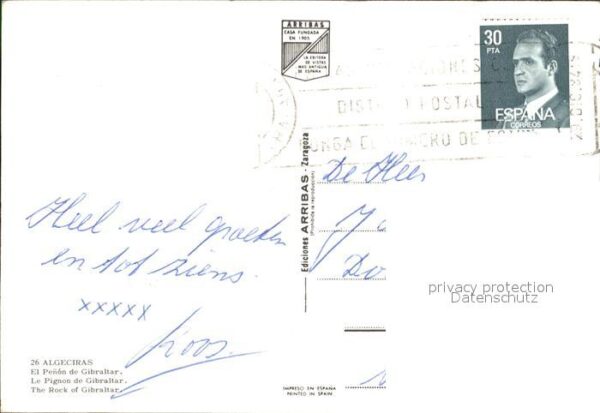 ARRIBAS
CASA FUNDADA
EN 1905
LA EDITORA
DE VISTAS
MAS ANTIGUA
DE ESPAÑA
30
PTA
ESPAÑA
CORREOS
DISTRITO POSTAL
Heel veel groeten
en tot ziens.
xxxxx
Koos.
26 ALGECIRAS
El Peñón de Gibraltar.
Le Pignon de Gibraltar.
The Rock of Gibraltar.
Ediciones ARRIBAS - Zaragoza
(Prohibida la reproducción)
De Heer
Do
privacy protection
Datenschutz
IMPRESO EN ESPAÑA
PRINTED IN SPAIN